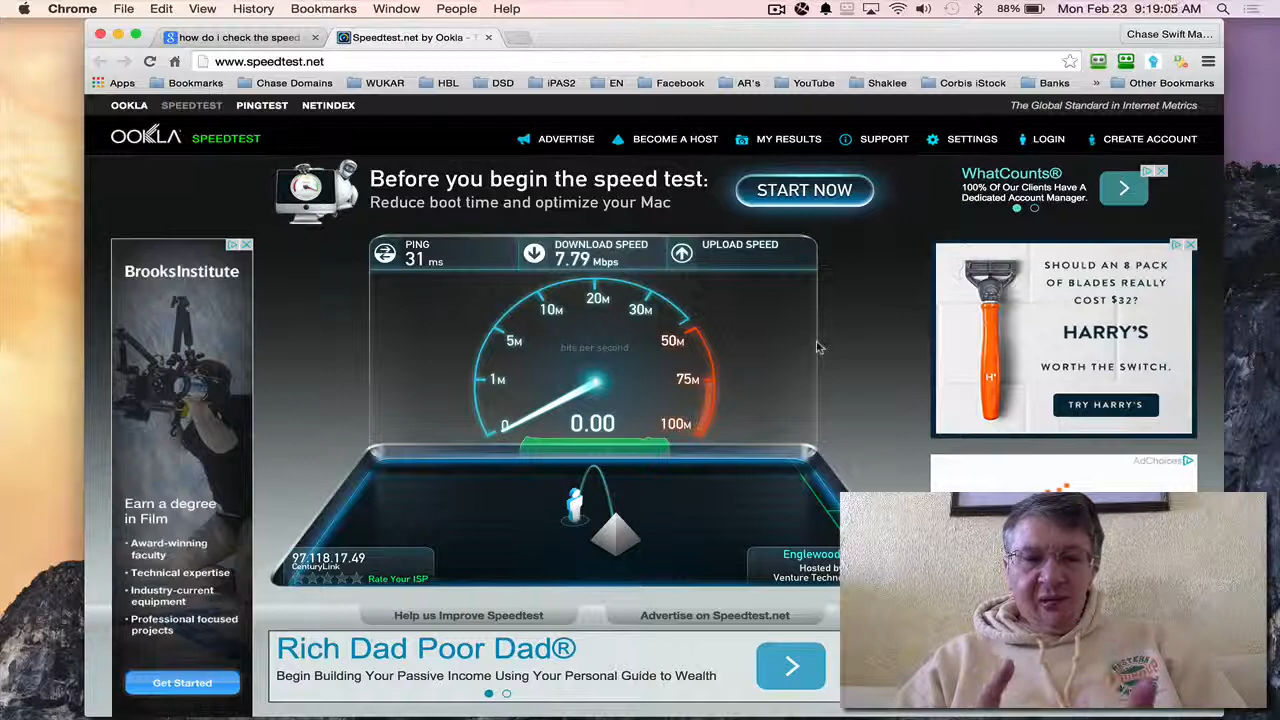 Chrome File Edit View History Bookmarks Window People Help 88% Mon Feb 23 9:19:05 AM
how do i check the speed
Speedtest.net by Ookla - T
Chase Swift Ma...
www.speedtest.net
Apps Bookmarks Chase Domains WUKAR HBL DSD iPAS2 EN Facebook AR's YouTube Shaklee Corbis iStock Banks » Other Bookmarks
OOKLA SPEEDTEST PINGTEST NETINDEX
The Global Standard in Internet Metrics
OOKLA SPEEDTEST
ADVERTISE BECOME A HOST MY RESULTS SUPPORT SETTINGS LOGIN CREATE ACCOUNT
Before you begin the speed test:
Reduce boot time and optimize your Mac
START NOW
WhatCounts®
100% Of Our Clients Have A
Dedicated Account Manager.
PING
31 ms
DOWNLOAD SPEED
7.79 Mbps
UPLOAD SPEED
0
1M
5M
10M
20M
30M
50M
75M
100M
bits per second
0.00
97.118.17.49
CenturyLink
Rate Your ISP
Englewood
Hosted by
Venture Techno
Help us Improve Speedtest
Advertise on Speedtest.net
BrooksInstitute
Earn a degree
in Film
• Award-winning
faculty
• Technical expertise
• Industry-current
equipment
• Professional focused
projects
Get Started
SHOULD AN 8 PACK
OF BLADES REALLY
COST $32?
HARRY'S
WORTH THE SWITCH.
TRY HARRY'S
H'
AdChoices
Rich Dad Poor Dad®
Begin Building Your Passive Income Using Your Personal Guide to Wealth